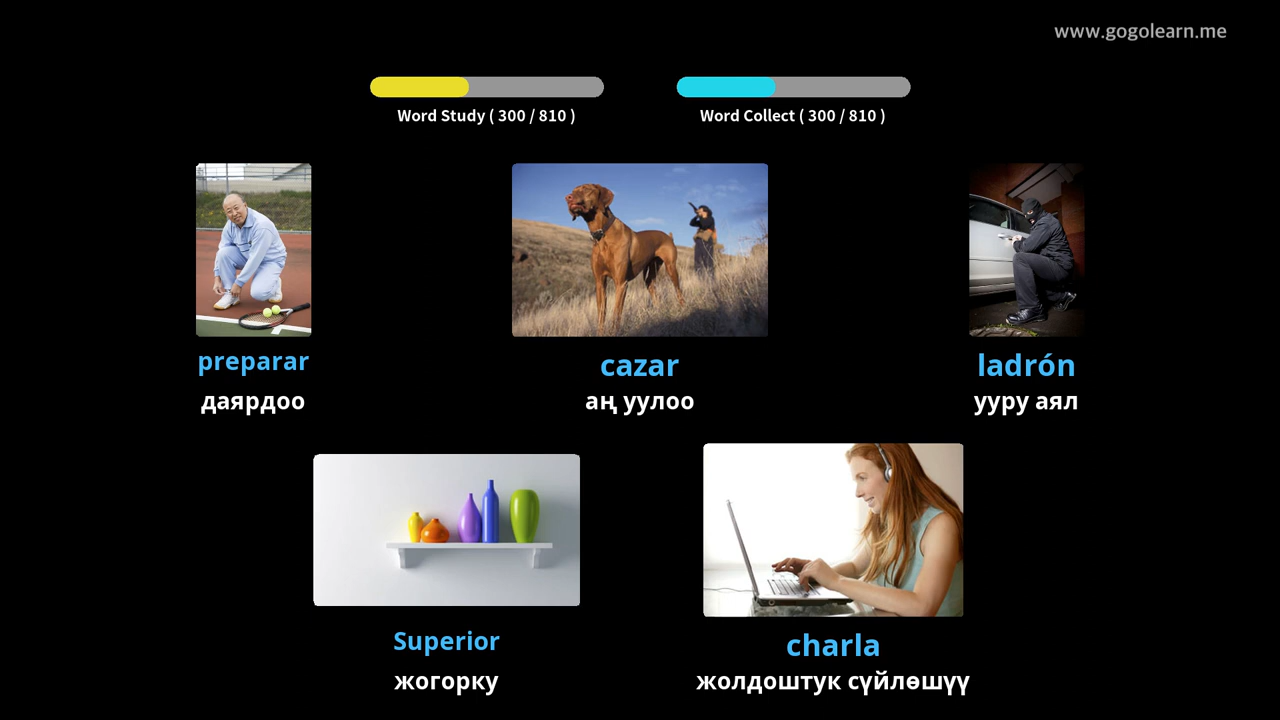 www.gogolearn.me
Word Study ( 300 / 810 )
Word Collect ( 300 / 810 )
preparar
даярдоо
cazar
аң уулоо
ladrón
ууру аял
Superior
жогорку
charla
жолдоштук сүйлөшүү